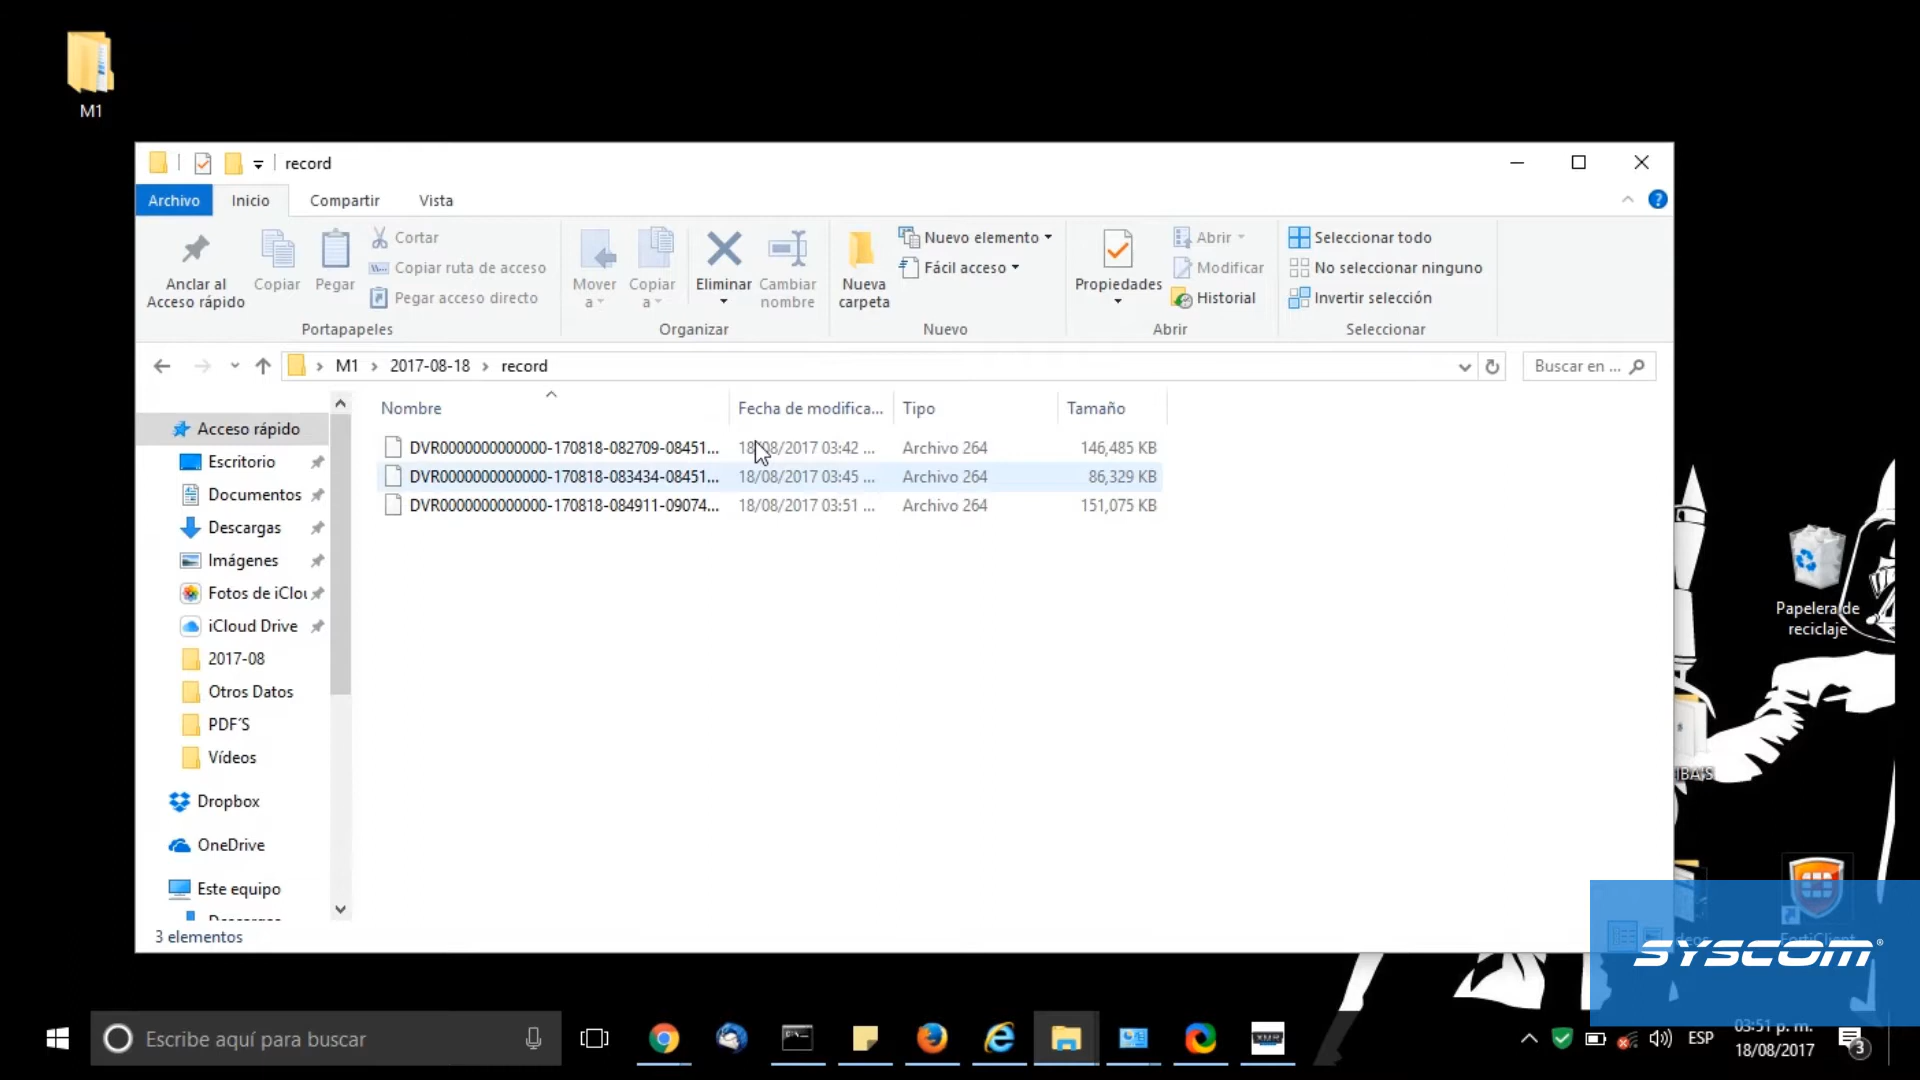 M1
record
Archivo
Inicio
Compartir
Vista
Anclar al
Acceso rápido
Copiar
Pegar
Cortar
Copiar ruta de acceso
Pegar acceso directo
Portapapeles
Mover
a
Copiar
a
Eliminar
Cambiar
nombre
Organizar
Nueva
carpeta
Nuevo elemento
Fácil acceso
Nuevo
Propiedades
Abrir
Modificar
Historial
Abrir
Seleccionar todo
No seleccionar ninguno
Invertir selección
Seleccionar
M1 > 2017-08-18 > record
Buscar en ...
Nombre
Fecha de modifica...
Tipo
Tamaño
DVR0000000000000-170818-082709-08451... 18/08/2017 03:42 ... Archivo 264 146,485 KB
DVR0000000000000-170818-083434-08451... 18/08/2017 03:45 ... Archivo 264 86,329 KB
DVR0000000000000-170818-084911-09074... 18/08/2017 03:51 ... Archivo 264 151,075 KB
Acceso rápido
Escritorio
Documentos
Descargas
Imágenes
Fotos de iClou
iCloud Drive
2017-08
Otros Datos
PDF´S
Vídeos
Dropbox
OneDrive
Este equipo
Descargas
3 elementos
Papelera de
reciclaje
FortiClient
SYSCOM®
Escribe aquí para buscar
ESP
03:51 p. m.
18/08/2017
3